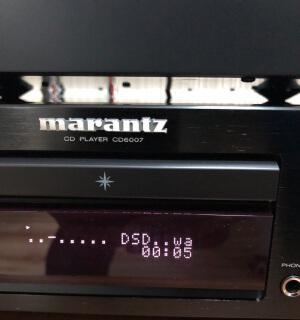 marantz
CD PLAYER CD6007
.._..... DSD..wa
00:05
PHON